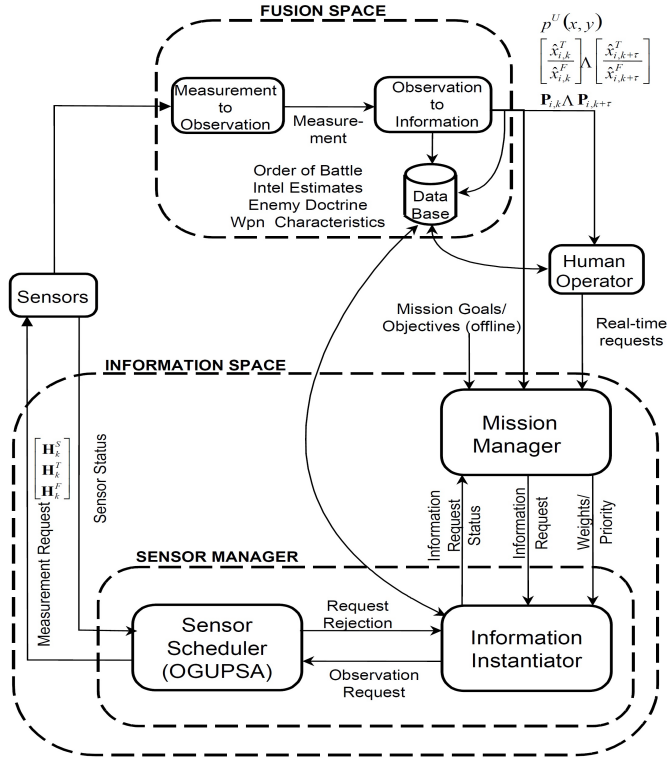 FUSION SPACE
p^U(x, y)
[x̂^T_{i,k} / x̂^F_{i,k}] Λ [x̂^T_{i,k+τ} / x̂^F_{i,k+τ}]
P_{i,k} Λ P_{i,k+τ}
Measurement
to
Observation
Measure-
ment
Observation
to
Information
Order of Battle
Intel Estimates
Enemy Doctrine
Wpn Characteristics
Data
Base
Human
Operator
Sensors
Mission Goals/
Objectives (offline)
Real-time
requests
INFORMATION SPACE
Mission
Manager
H^S_k
H^T_k
H^F_k
Measurement Request
Sensor Status
Information
Request
Status
Information
Request
Weights/
Priority
SENSOR MANAGER
Sensor
Scheduler
(OGUPSA)
Request
Rejection
Observation
Request
Information
Instantiator